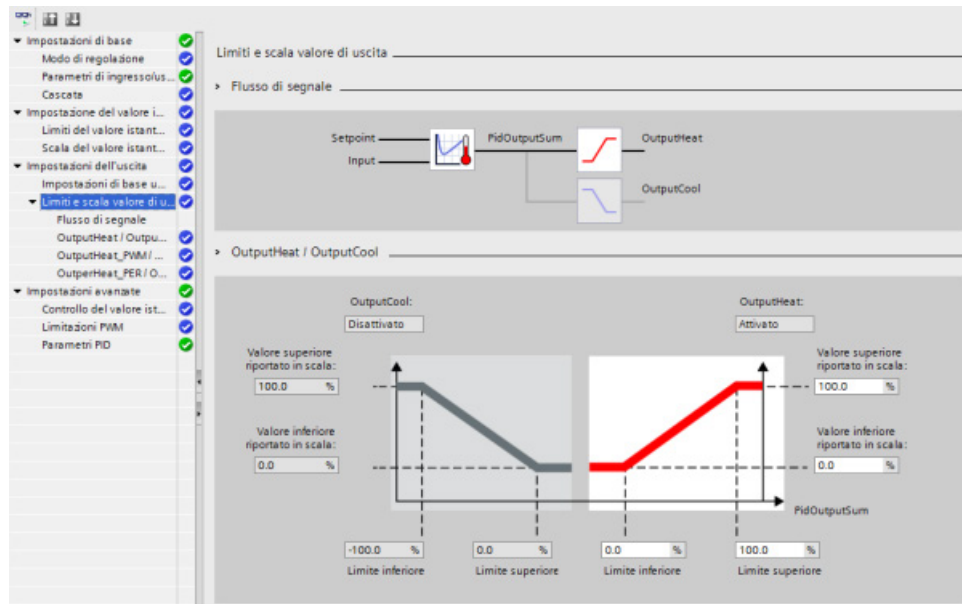 Impostazioni di base
Modo di regolazione
Parametri di ingresso/us...
Cascata
Impostazione del valore i...
Limiti del valore istant...
Scala del valore istant...
Impostazioni dell'uscita
Impostazioni di base u...
Limiti e scala valore di u...
Flusso di segnale
OutputHeat / Outpu...
OutputHeat_PWM / ...
OutperHeat_PER / O...
Impostazioni avanzate
Controllo del valore ist...
Limitazioni PWM
Parametri PID
Limiti e scala valore di uscita
Flusso di segnale
Setpoint
Input
PidOutputSum
OutputHeat
OutputCool
OutputHeat / OutputCool
OutputCool:
Disattivato
OutputHeat:
Attivato
Valore superiore
riportato in scala:
100.0 %
Valore superiore
riportato in scala:
100.0 %
Valore inferiore
riportato in scala:
0.0 %
Valore inferiore
riportato in scala:
0.0 %
PidOutputSum
-100.0 %
0.0 %
0.0 %
100.0 %
Limite inferiore
Limite superiore
Limite inferiore
Limite superiore